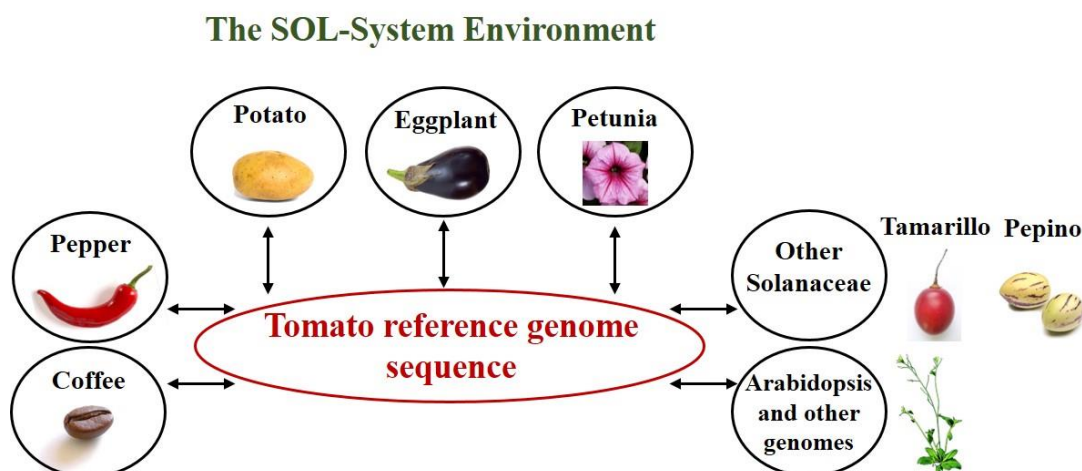 The SOL-System Environment
Potato
Eggplant
Petunia
Pepper
Other
Solanaceae
Tamarillo
Pepino
Tomato reference genome
sequence
Coffee
Arabidopsis
and other
genomes